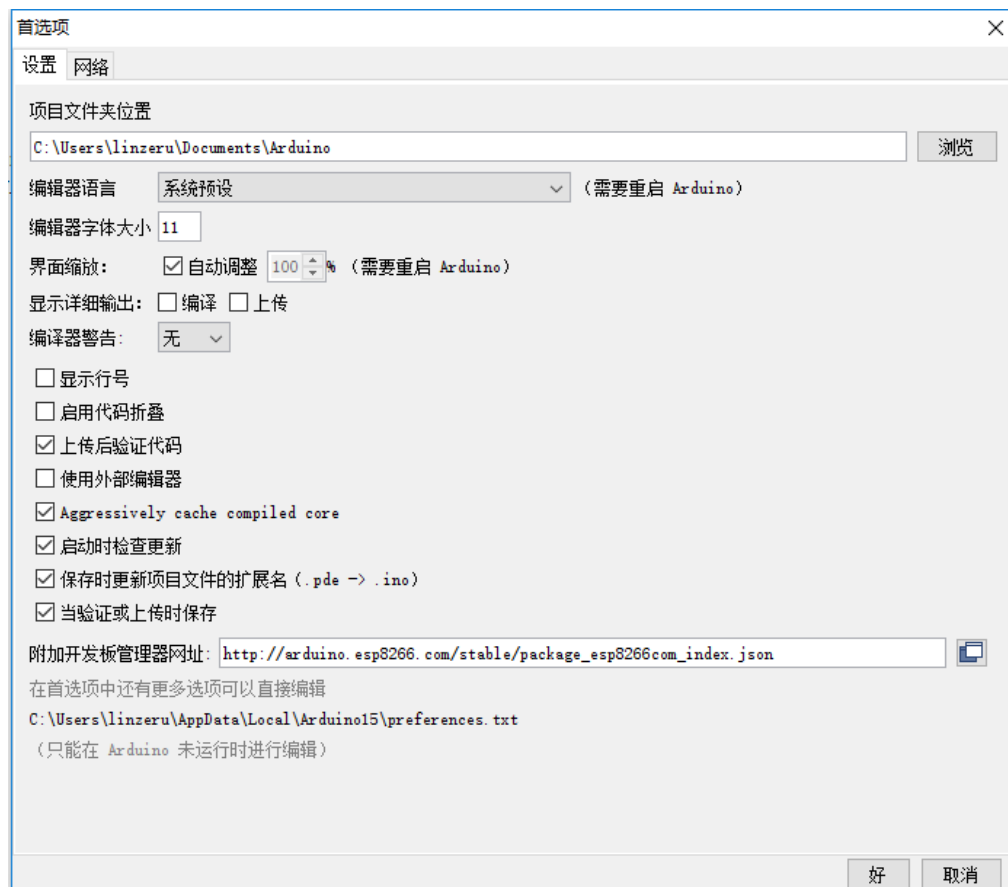 首选项
设置 网络
项目文件夹位置
C:\Users\linzeru\Documents\Arduino 浏览
编辑器语言 系统预设 (需要重启 Arduino)
编辑器字体大小 11
界面缩放: 自动调整 100 % (需要重启 Arduino)
显示详细输出: 编译 上传
编译器警告: 无
显示行号
启用代码折叠
上传后验证代码
使用外部编辑器
Aggressively cache compiled core
启动时检查更新
保存时更新项目文件的扩展名 (.pde -> .ino)
当验证或上传时保存
附加开发板管理器网址: http://arduino.esp8266.com/stable/package_esp8266com_index.json
在首选项中还有更多选项可以直接编辑
C:\Users\linzeru\AppData\Local\Arduino15\preferences.txt
(只能在 Arduino 未运行时进行编辑)
好 取消